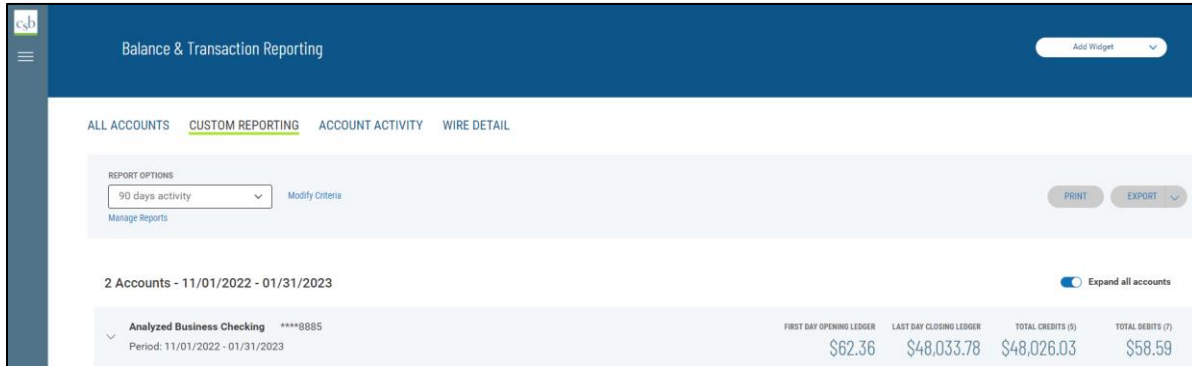 csb
Balance & Transaction Reporting
Add Widget
ALL ACCOUNTS CUSTOM REPORTING ACCOUNT ACTIVITY WIRE DETAIL
REPORT OPTIONS
90 days activity Modify Criteria PRINT EXPORT
Manage Reports
2 Accounts - 11/01/2022 - 01/31/2023 Expand all accounts
Analyzed Business Checking ****8885 FIRST DAY OPENING LEDGER LAST DAY CLOSING LEDGER TOTAL CREDITS (5) TOTAL DEBITS (7)
Period: 11/01/2022 - 01/31/2023 $62.36 $48,033.78 $48,026.03 $58.59